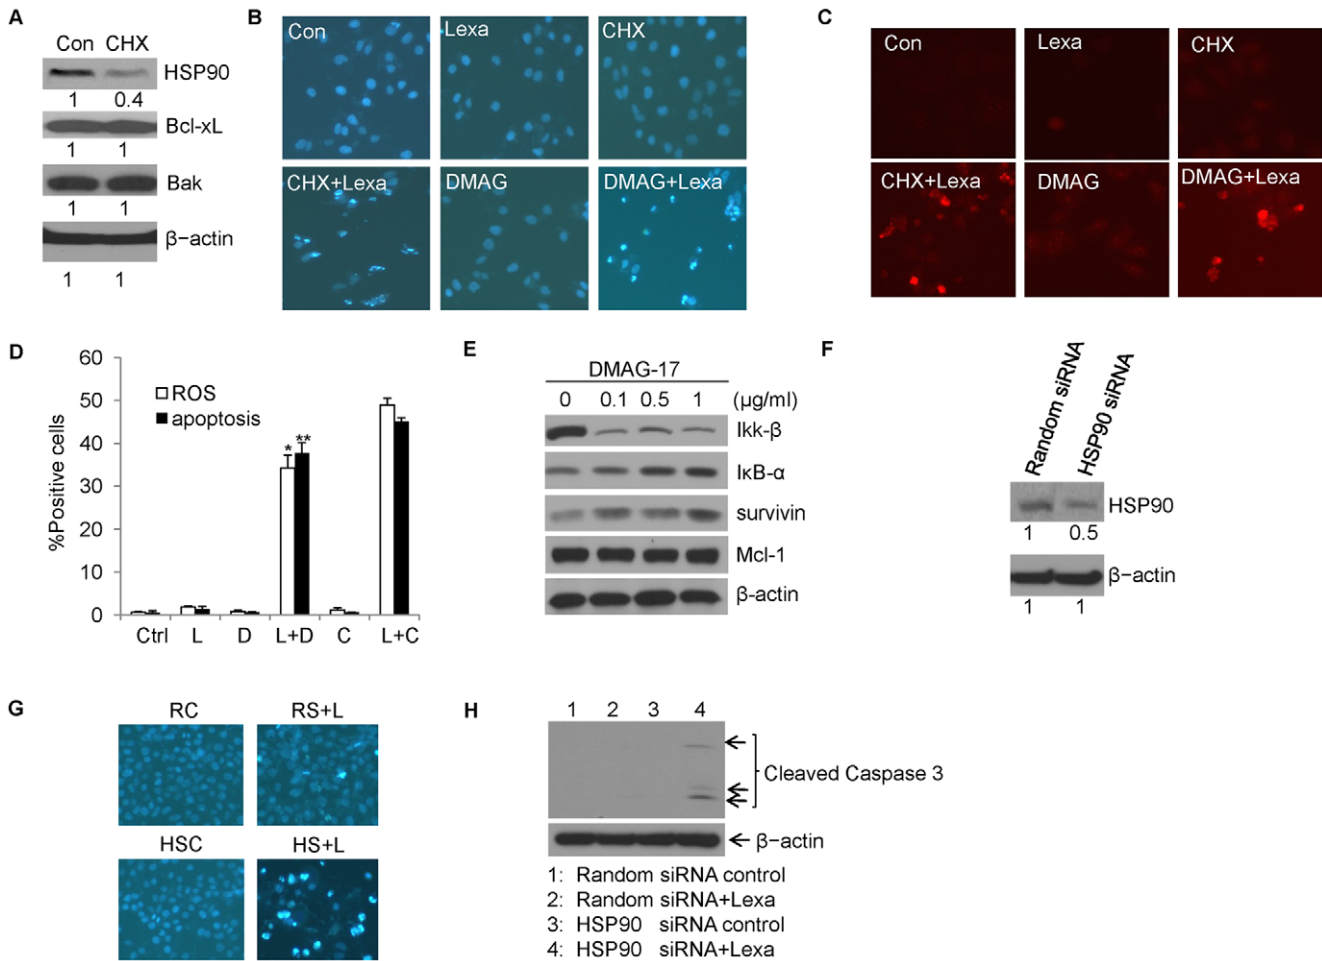 A
Con CHX
HSP90
1 0.4
Bcl-xL
1 1
Bak
1 1
β−actin
1 1
B
Con
Lexa
CHX
CHX+Lexa
DMAG
DMAG+Lexa
C
Con
Lexa
CHX
CHX+Lexa
DMAG
DMAG+Lexa
D
%Positive cells
60
50
40
30
20
10
0
ROS
apoptosis
* **
Ctrl L D L+D C L+C
E
DMAG-17
0 0.1 0.5 1 (μg/ml)
Ikk-β
IκB-α
survivin
Mcl-1
β-actin
F
Random siRNA
HSP90 siRNA
HSP90
1 0.5
β−actin
1 1
G
RC RS+L
HSC HS+L
H
1 2 3 4
Cleaved Caspase 3
β−actin
1: Random siRNA control
2: Random siRNA+Lexa
3: HSP90 siRNA control
4: HSP90 siRNA+Lexa